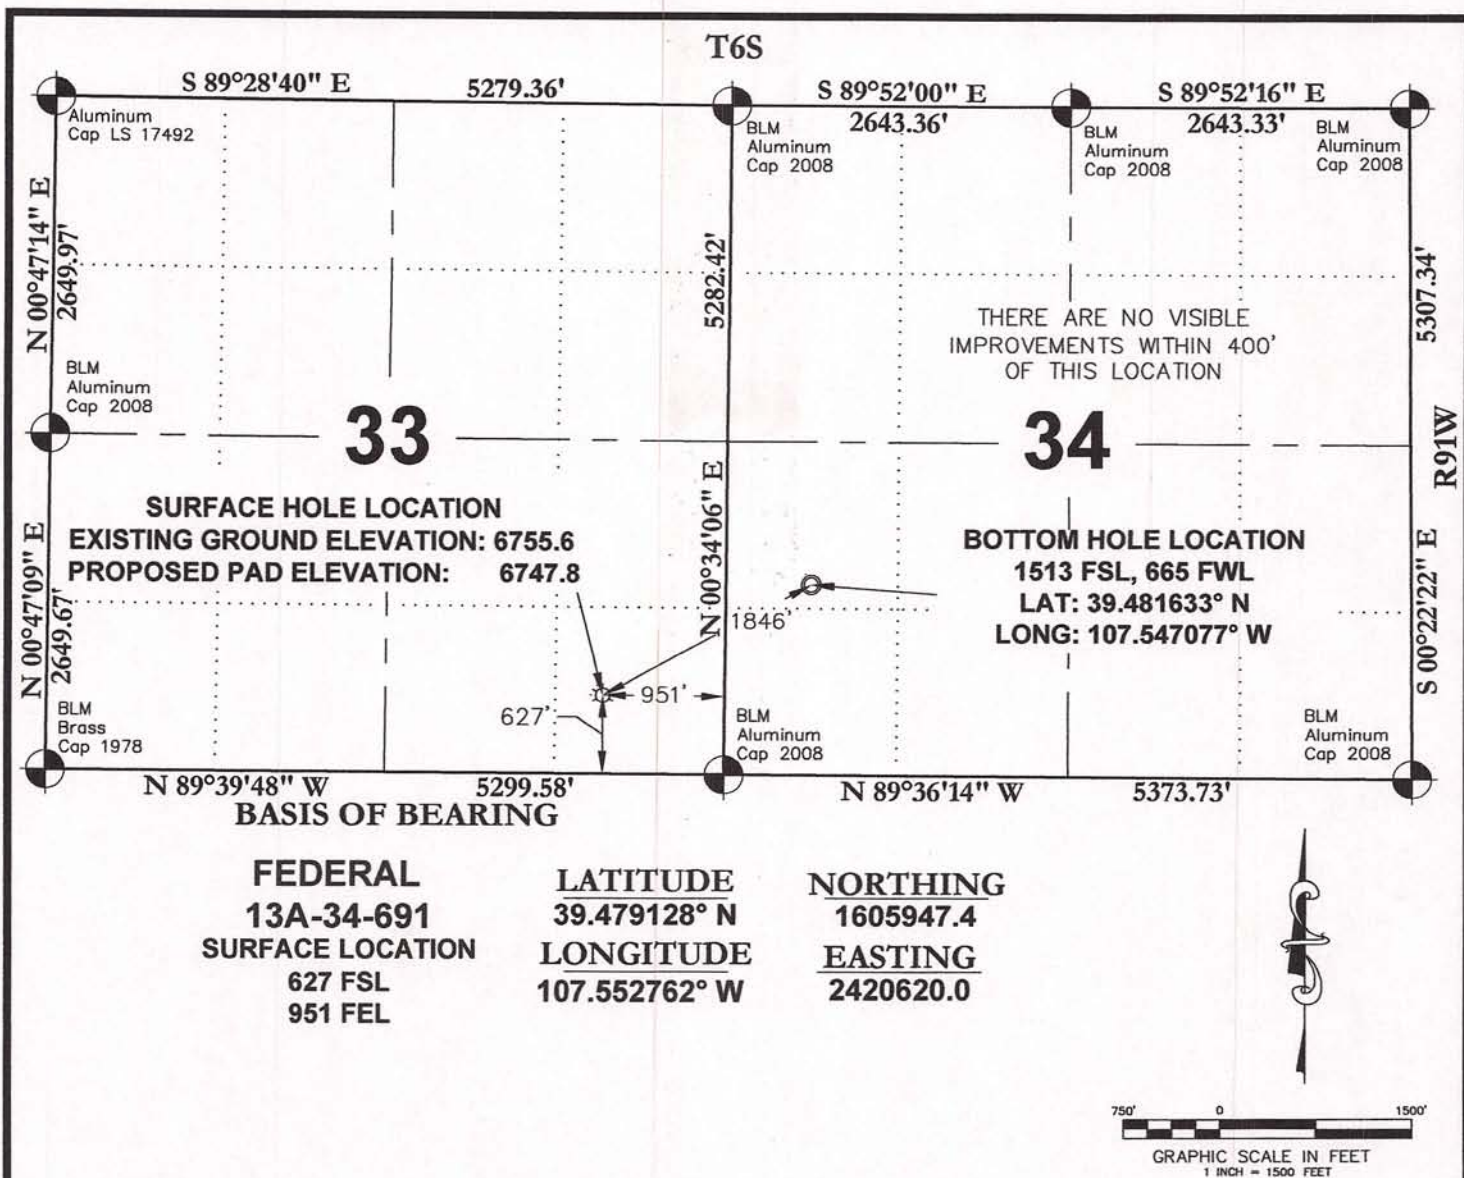 T6S
S 89°28'40" E
5279.36'
S 89°52'00" E
2643.36'
S 89°52'16" E
2643.33'
Aluminum
Cap LS 17492
BLM
Aluminum
Cap 2008
BLM
Aluminum
Cap 2008
BLM
Aluminum
Cap 2008
N 00°47'14" E
2649.97'
5282.42'
5307.34'
THERE ARE NO VISIBLE
IMPROVEMENTS WITHIN 400'
OF THIS LOCATION
BLM
Aluminum
Cap 2008
33
34
R91W
SURFACE HOLE LOCATION
EXISTING GROUND ELEVATION: 6755.6
PROPOSED PAD ELEVATION: 6747.8
N 00°34'06" E
BOTTOM HOLE LOCATION
1513 FSL, 665 FWL
LAT: 39.481633° N
LONG: 107.547077° W
N 00°47'09" E
2649.67'
1846'
S 00°22'22" E
951'
627'
BLM
Brass
Cap 1978
BLM
Aluminum
Cap 2008
BLM
Aluminum
Cap 2008
N 89°39'48" W
5299.58'
N 89°36'14" W
5373.73'
BASIS OF BEARING
FEDERAL
13A-34-691
SURFACE LOCATION
627 FSL
951 FEL
LATITUDE
39.479128° N
LONGITUDE
107.552762° W
NORTHING
1605947.4
EASTING
2420620.0
750'
0
1500'
GRAPHIC SCALE IN FEET
1 INCH = 1500 FEET